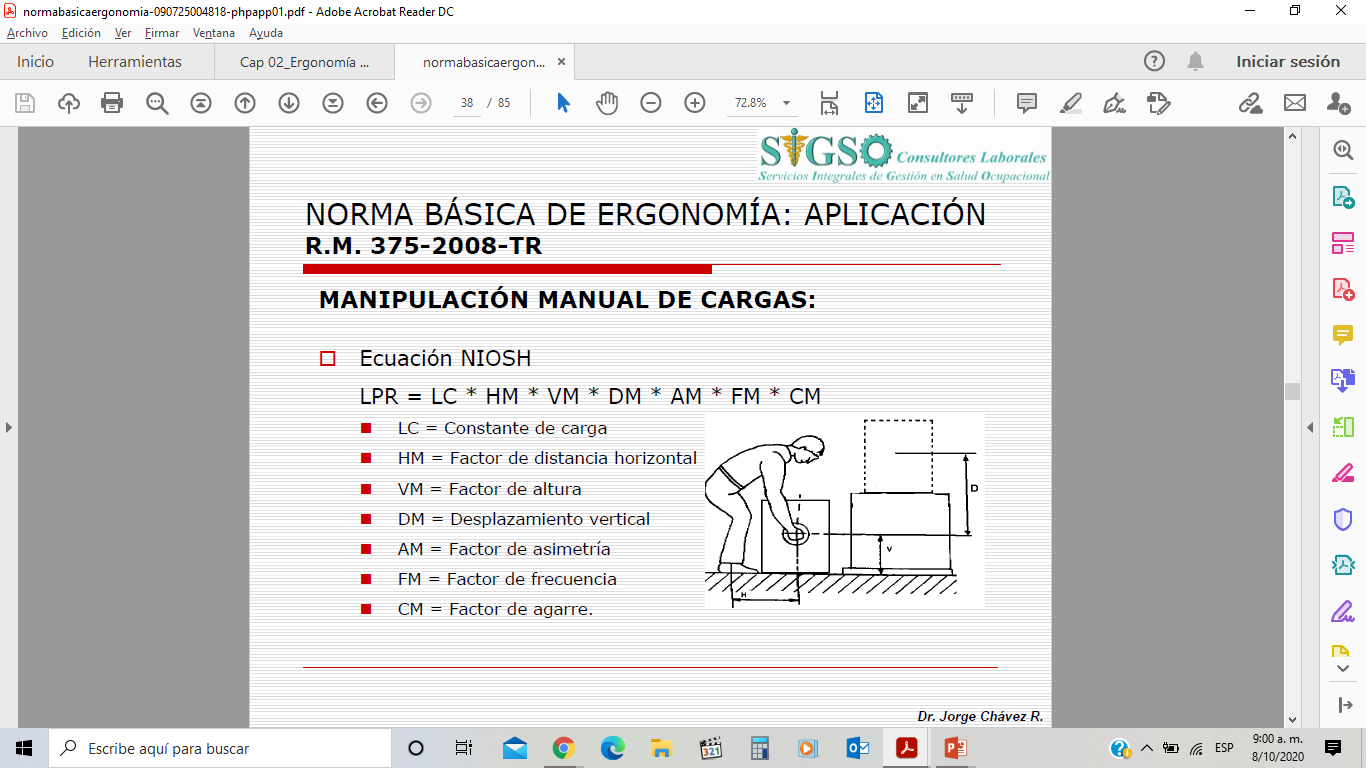 normabasicaergonomia-090725004818-phpapp01.pdf - Adobe Acrobat Reader DC
Archivo Edición Ver Firmar Ventana Ayuda
Inicio Herramientas Cap 02_Ergonomía ... normabasicaergon... × Iniciar sesión
38 / 85 72.8%
SIGSO Consultores Laborales
Servicios Integrales de Gestión en Salud Ocupacional
NORMA BÁSICA DE ERGONOMÍA: APLICACIÓN
R.M. 375-2008-TR
MANIPULACIÓN MANUAL DE CARGAS:
Ecuación NIOSH
LPR = LC * HM * VM * DM * AM * FM * CM
LC = Constante de carga
HM = Factor de distancia horizontal
VM = Factor de altura
DM = Desplazamiento vertical
AM = Factor de asimetría
FM = Factor de frecuencia
CM = Factor de agarre.
D
V
H
Dr. Jorge Chávez R.
Escribe aquí para buscar
321
ESP
9:00 a. m.
8/10/2020